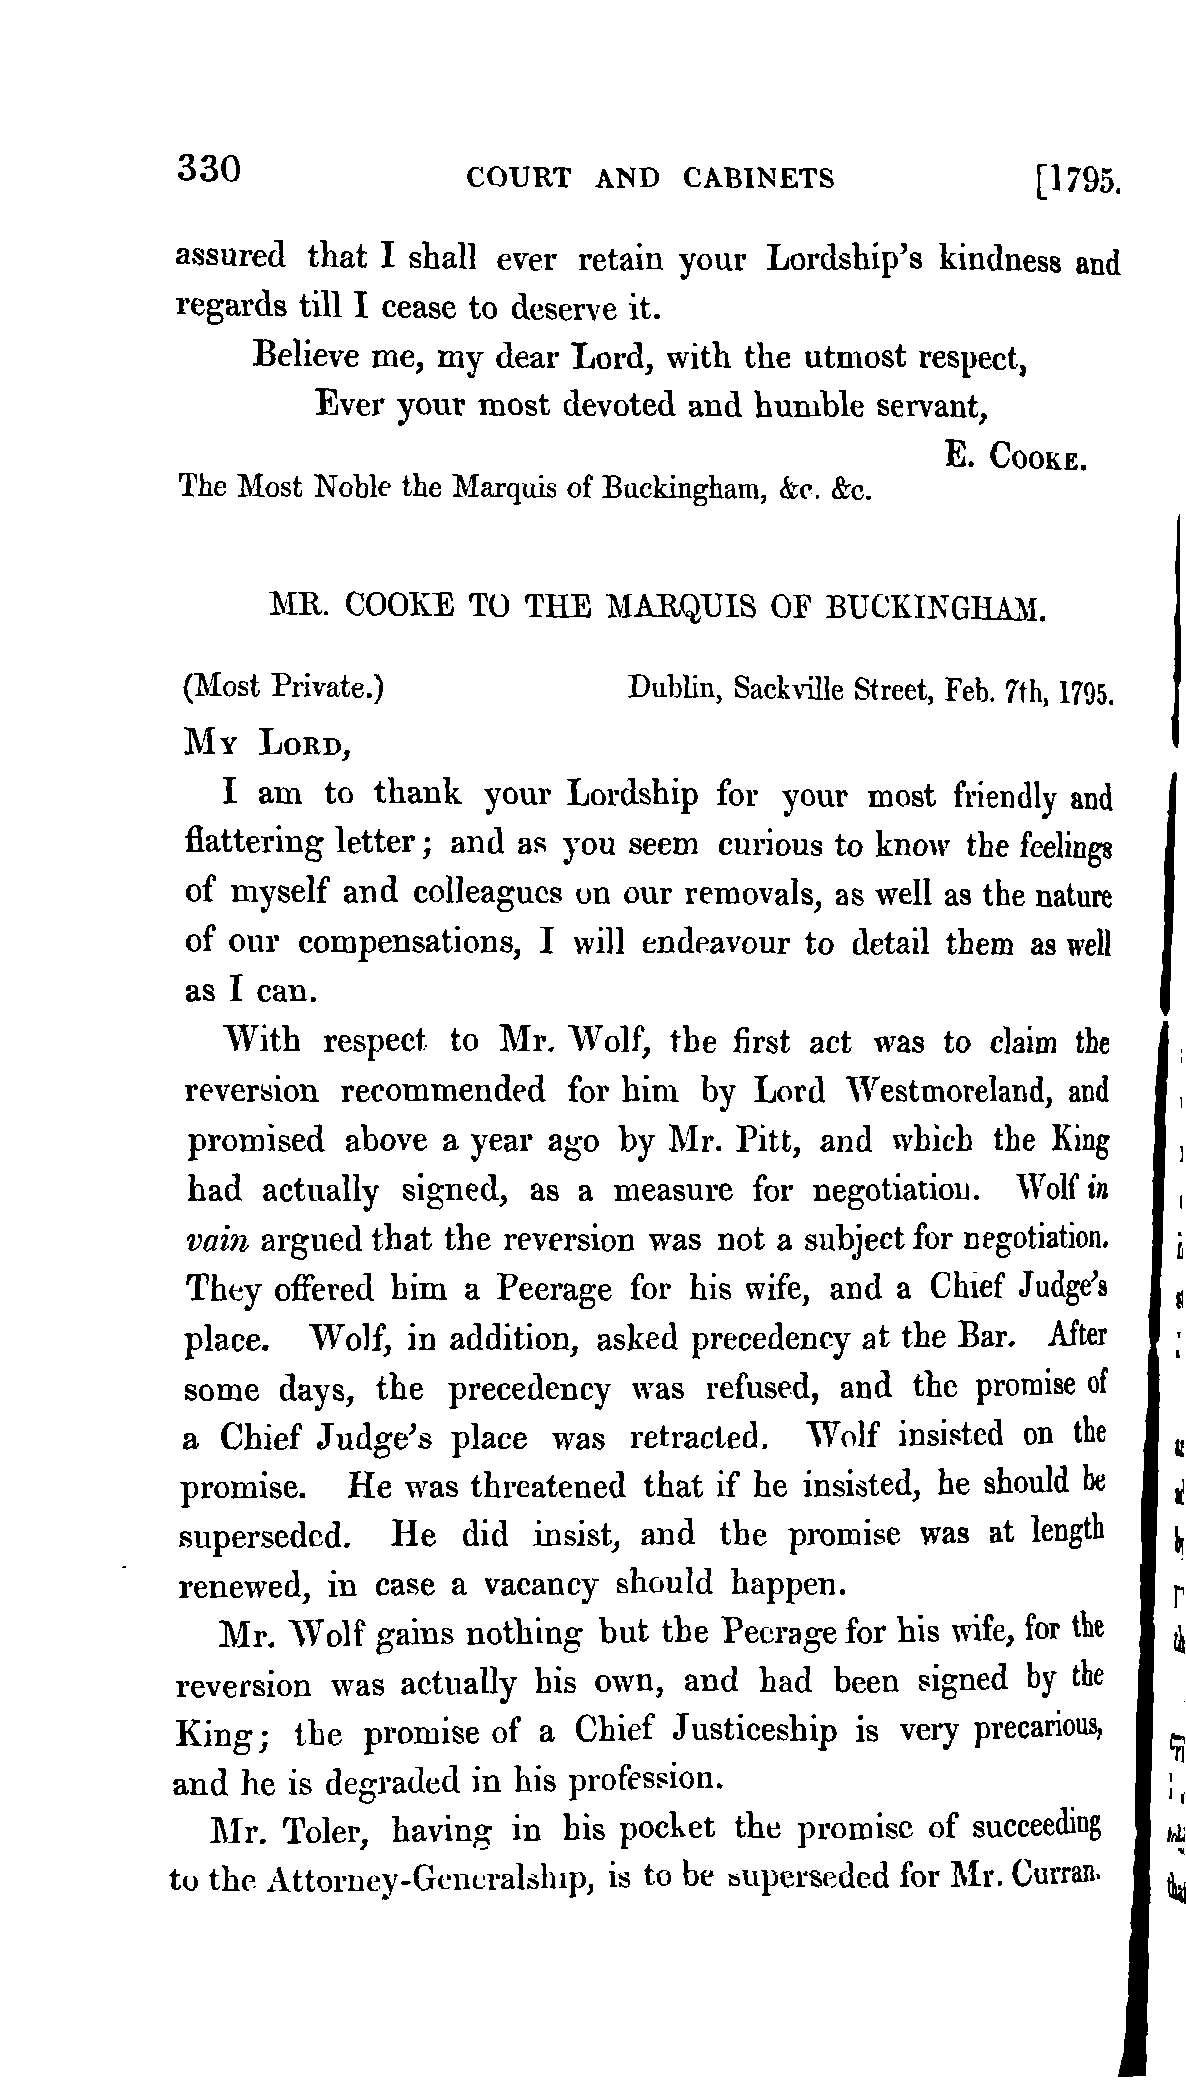 330 COURT AND CABINETS [1795.
assured that I shall ever retain your Lordship's kindness and
regards till I cease to deserve it.
Believe me, my dear Lord, with the utmost respect,
Ever your most devoted and humble servant,
E. COOKE.
The Most Noble the Marquis of Buckingham, &c. &c.
MR. COOKE TO THE MARQUIS OF BUCKINGHAM.
(Most Private.) Dublin, Sackville Street, Feb. 7th, 1795.
MY LORD,
I am to thank your Lordship for your most friendly and
flattering letter; and as you seem curious to know the feelings
of myself and colleagues on our removals, as well as the nature
of our compensations, I will endeavour to detail them as well
as I can.
With respect to Mr. Wolf, the first act was to claim the
reversion recommended for him by Lord Westmoreland, and
promised above a year ago by Mr. Pitt, and which the King
had actually signed, as a measure for negotiation. Wolf in
vain argued that the reversion was not a subject for negotiation.
They offered him a Peerage for his wife, and a Chief Judge's
place. Wolf, in addition, asked precedency at the Bar. After
some days, the precedency was refused, and the promise of
a Chief Judge's place was retracted. Wolf insisted on the
promise. He was threatened that if he insisted, he should be
superseded. He did insist, and the promise was at length
renewed, in case a vacancy should happen.
Mr. Wolf gains nothing but the Peerage for his wife, for the
reversion was actually his own, and had been signed by the
King; the promise of a Chief Justiceship is very precarious,
and he is degraded in his profession.
Mr. Toler, having in his pocket the promise of succeeding
to the Attorney-Generalship, is to be superseded for Mr. Curran.